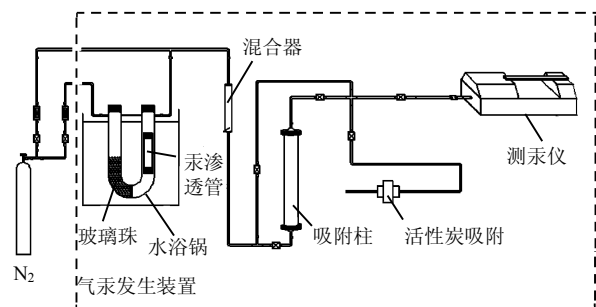 混合器
测汞仪
汞渗
透管
玻璃珠
水浴锅
吸附柱
活性炭吸附
N₂
气汞发生装置